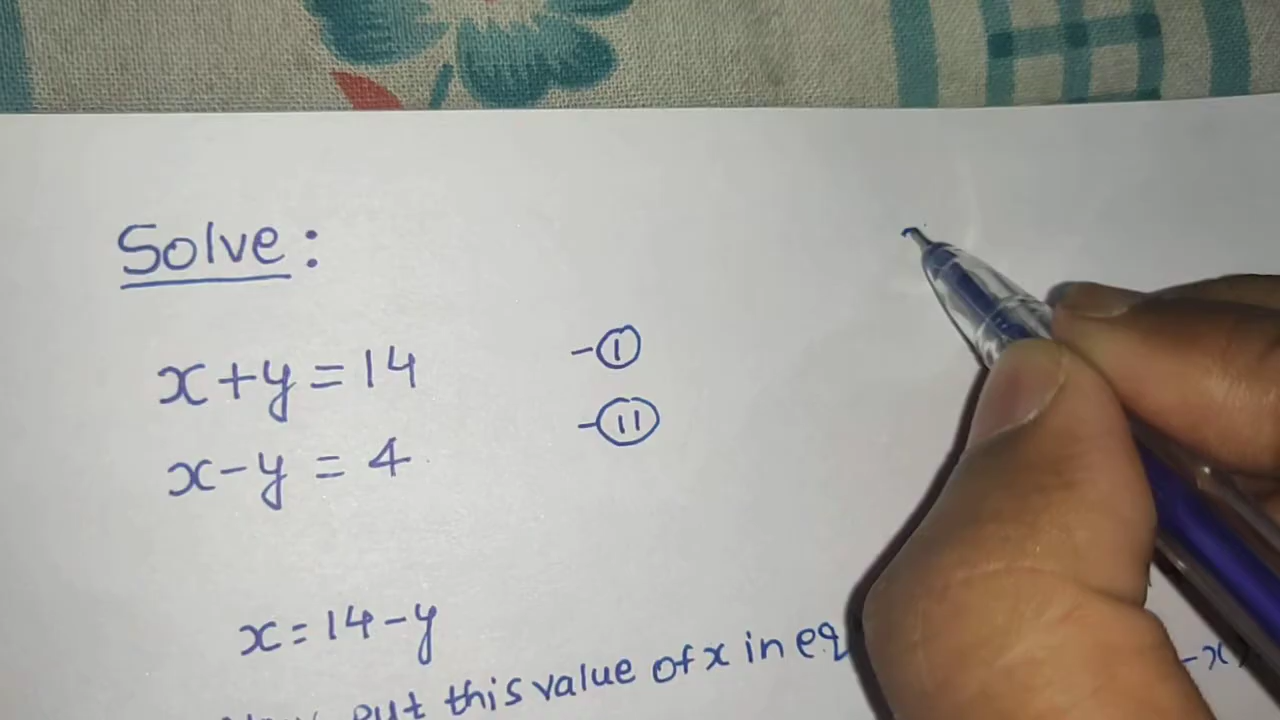 Solve:
x+y=14 -①
x-y=4 -⑪
x=14-y
put this value of x in eq -x)